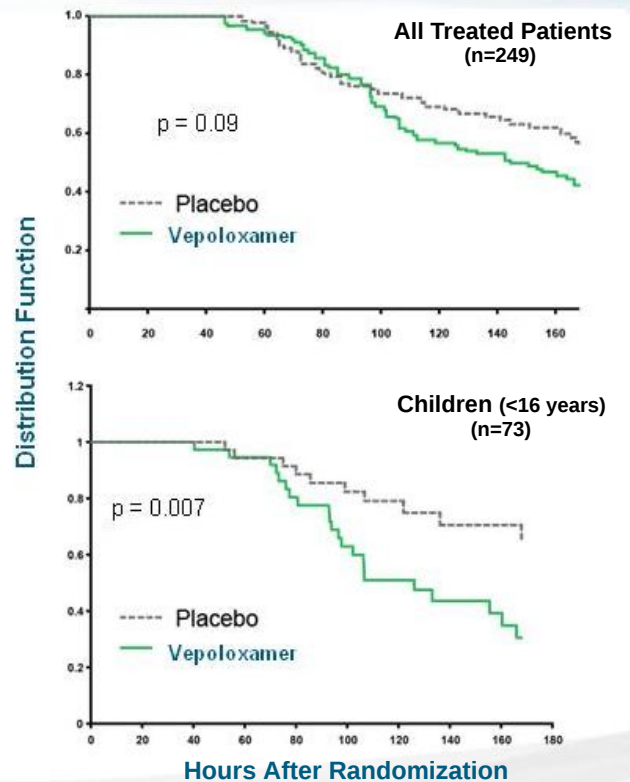 All Treated Patients
(n=249)
1.0
0.8
0.6
0.4
0.2
p = 0.09
Placebo
Vepoloxamer
0 20 40 60 80 100 120 140 160
Distribution Function
Children (<16 years)
(n=73)
1.2
1
0.8
0.6
0.4
0.2
0
p = 0.007
Placebo
Vepoloxamer
0 20 40 60 80 100 120 140 160 180
Hours After Randomization